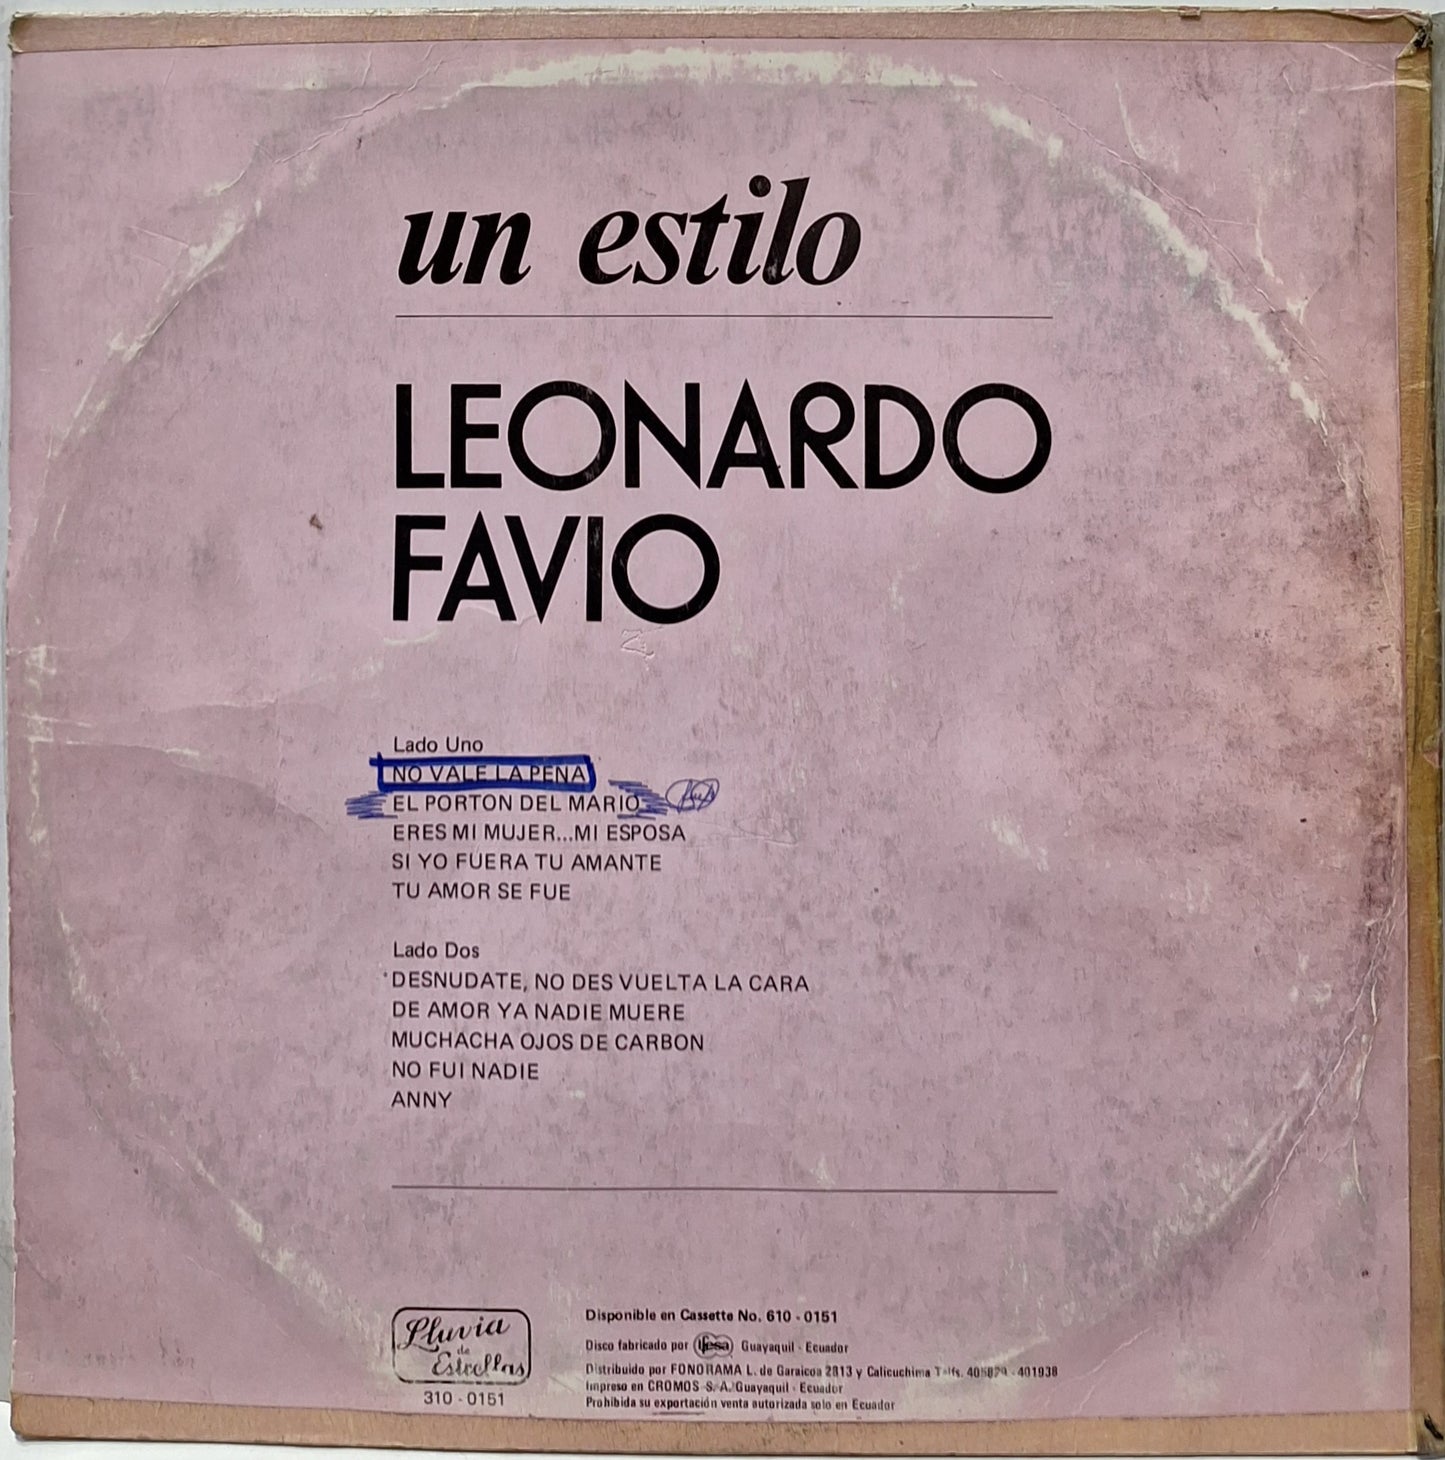 un estilo
LEONARDO
FAVIO
Lado Uno
NO VALE LA PENA
EL PORTON DEL MARIO
ERES MI MUJER...MI ESPOSA
SI YO FUERA TU AMANTE
TU AMOR SE FUE
Lado Dos
DESNUDATE, NO DES VUELTA LA CARA
DE AMOR YA NADIE MUERE
MUCHACHA OJOS DE CARBON
NO FUI NADIE
ANNY
Lluvia
de
Estrellas
310 - 0151
Disponible en Cassette No. 610 - 0151
Disco fabricado por ifesa Guayaquil - Ecuador
Distribuido por FONORAMA L. de Garaicoa 2813 y Calicuchima Telfs. - 401938
Impreso en CROMOS S. A. Guayaquil - Ecuador
Prohibida su exportación venta autorizada solo en Ecuador